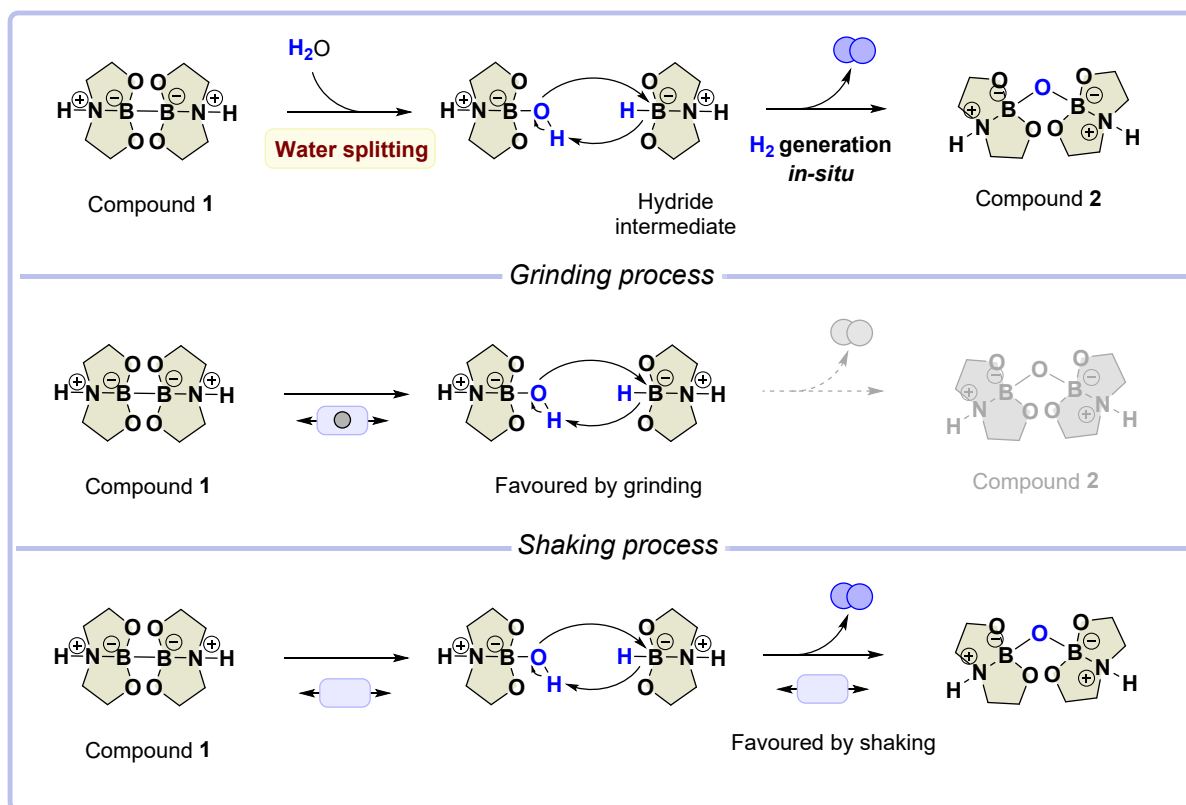 H2O
H N B B N H O O O O
Water splitting
H N B O H O O
H B N H O O
H2 generation
in-situ
O B O B O N H O N H
Compound 1
Hydride
intermediate
Compound 2
Grinding process
H N B B N H O O O O
H N B O H O O
H B N H O O
O B O B O N H O N H
Compound 1
Favoured by grinding
Compound 2
Shaking process
H N B B N H O O O O
H N B O H O O
H B N H O O
O B O B O N H O N H
Compound 1
Favoured by shaking